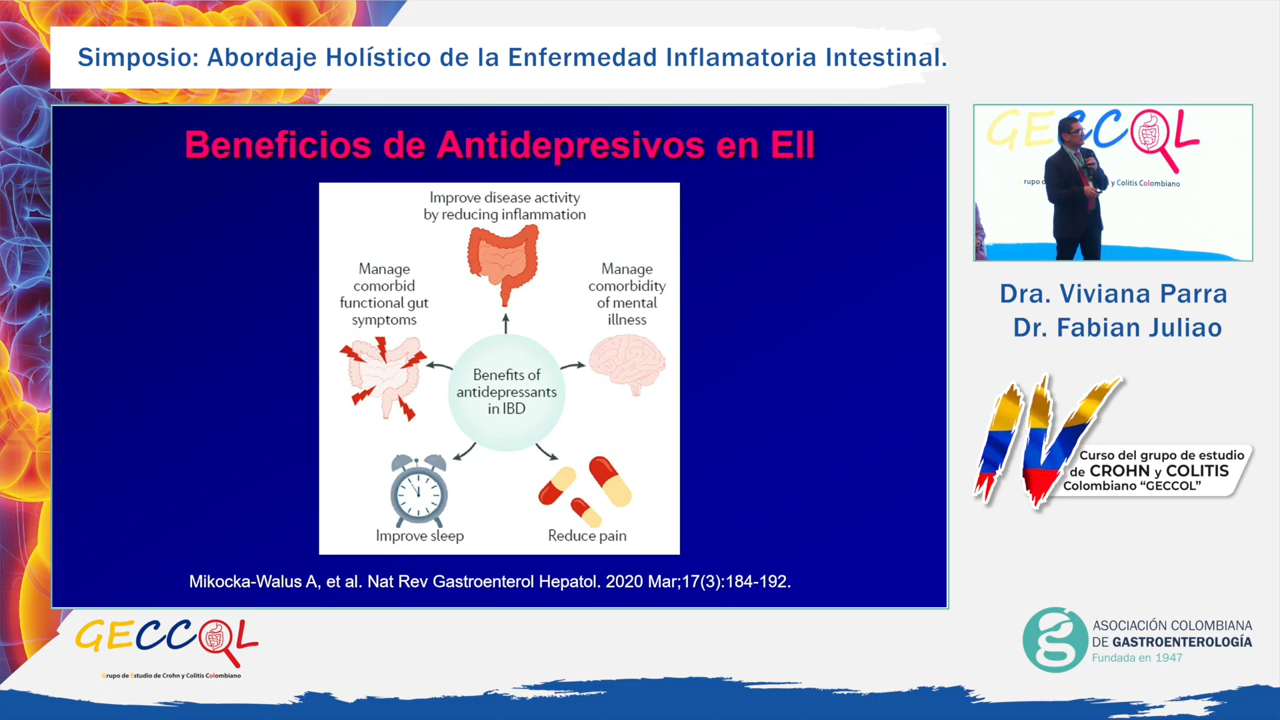 Simposio: Abordaje Holístico de la Enfermedad Inflamatoria Intestinal.
Beneficios de Antidepresivos en EII
Improve disease activity
by reducing inflammation
Manage
comorbid
functional gut
symptoms
Manage
comorbidity
of mental
illness
Benefits of
antidepressants
in IBD
Improve sleep
Reduce pain
Mikocka-Walus A, et al. Nat Rev Gastroenterol Hepatol. 2020 Mar;17(3):184-192.
GECCOL
Grupo de Estudio de Crohn y Colitis Colombiano
GECCOL
rupo d
y Colitis Colombiano
Dra. Viviana Parra
Dr. Fabian Juliao
IV
Curso del grupo de estudio
de CROHN y COLITIS
Colombiano “GECCOL”
ASOCIACIÓN COLOMBIANA
DE GASTROENTEROLOGÍA
Fundada en 1947